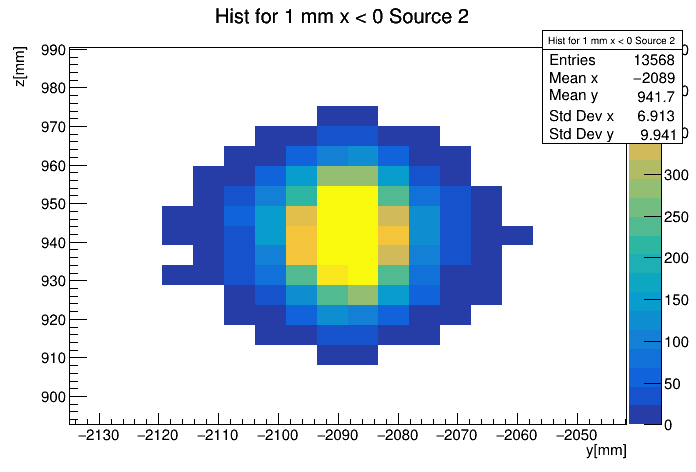 Hist for 1 mm x < 0 Source 2
Hist for 1 mm x < 0 Source 2
Entries 13568
Mean x −2089
Mean y 941.7
Std Dev x 6.913
Std Dev y 9.941
z[mm]
990
980
970
960
950
940
930
920
910
900
−2130 −2120 −2110 −2100 −2090 −2080 −2070 −2060 −2050
y[mm]
300
250
200
150
100
50
0